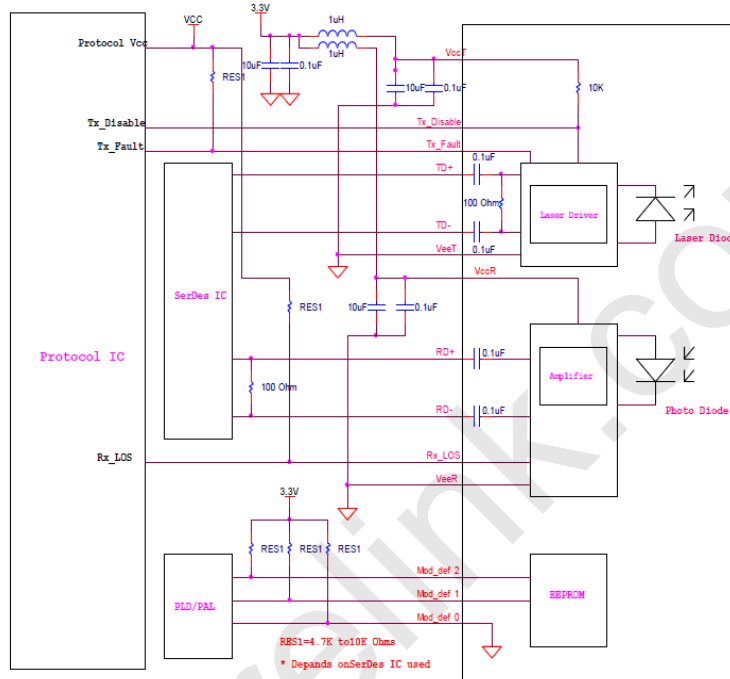 VCC
3.3V
1uH
1uH
Protocol Vcc
VccT
10uF
0.1uF
RES1
10uF
0.1uF
10K
Tx_Disable
Tx_Disable
Tx_Fault
Tx_Fault
0.1uF
TD+
100 Ohm
Laser Driver
TD-
0.1uF
Laser Diod
VeeT
VccR
SerDes IC
RES1
10uF
0.1uF
Protocol IC
RD+
0.1uF
100 Ohm
Amplifier
RD-
0.1uF
Photo Diode
Rx_LOS
Rx_LOS
VeeR
3.3V
RES1
RES1
RES1
Mod_def 2
PLD/PAL
Mod_def 1
EEPROM
Mod_def 0
RES1=4.7K to10K Ohms
* Depands onSerDes IC used
selink.co